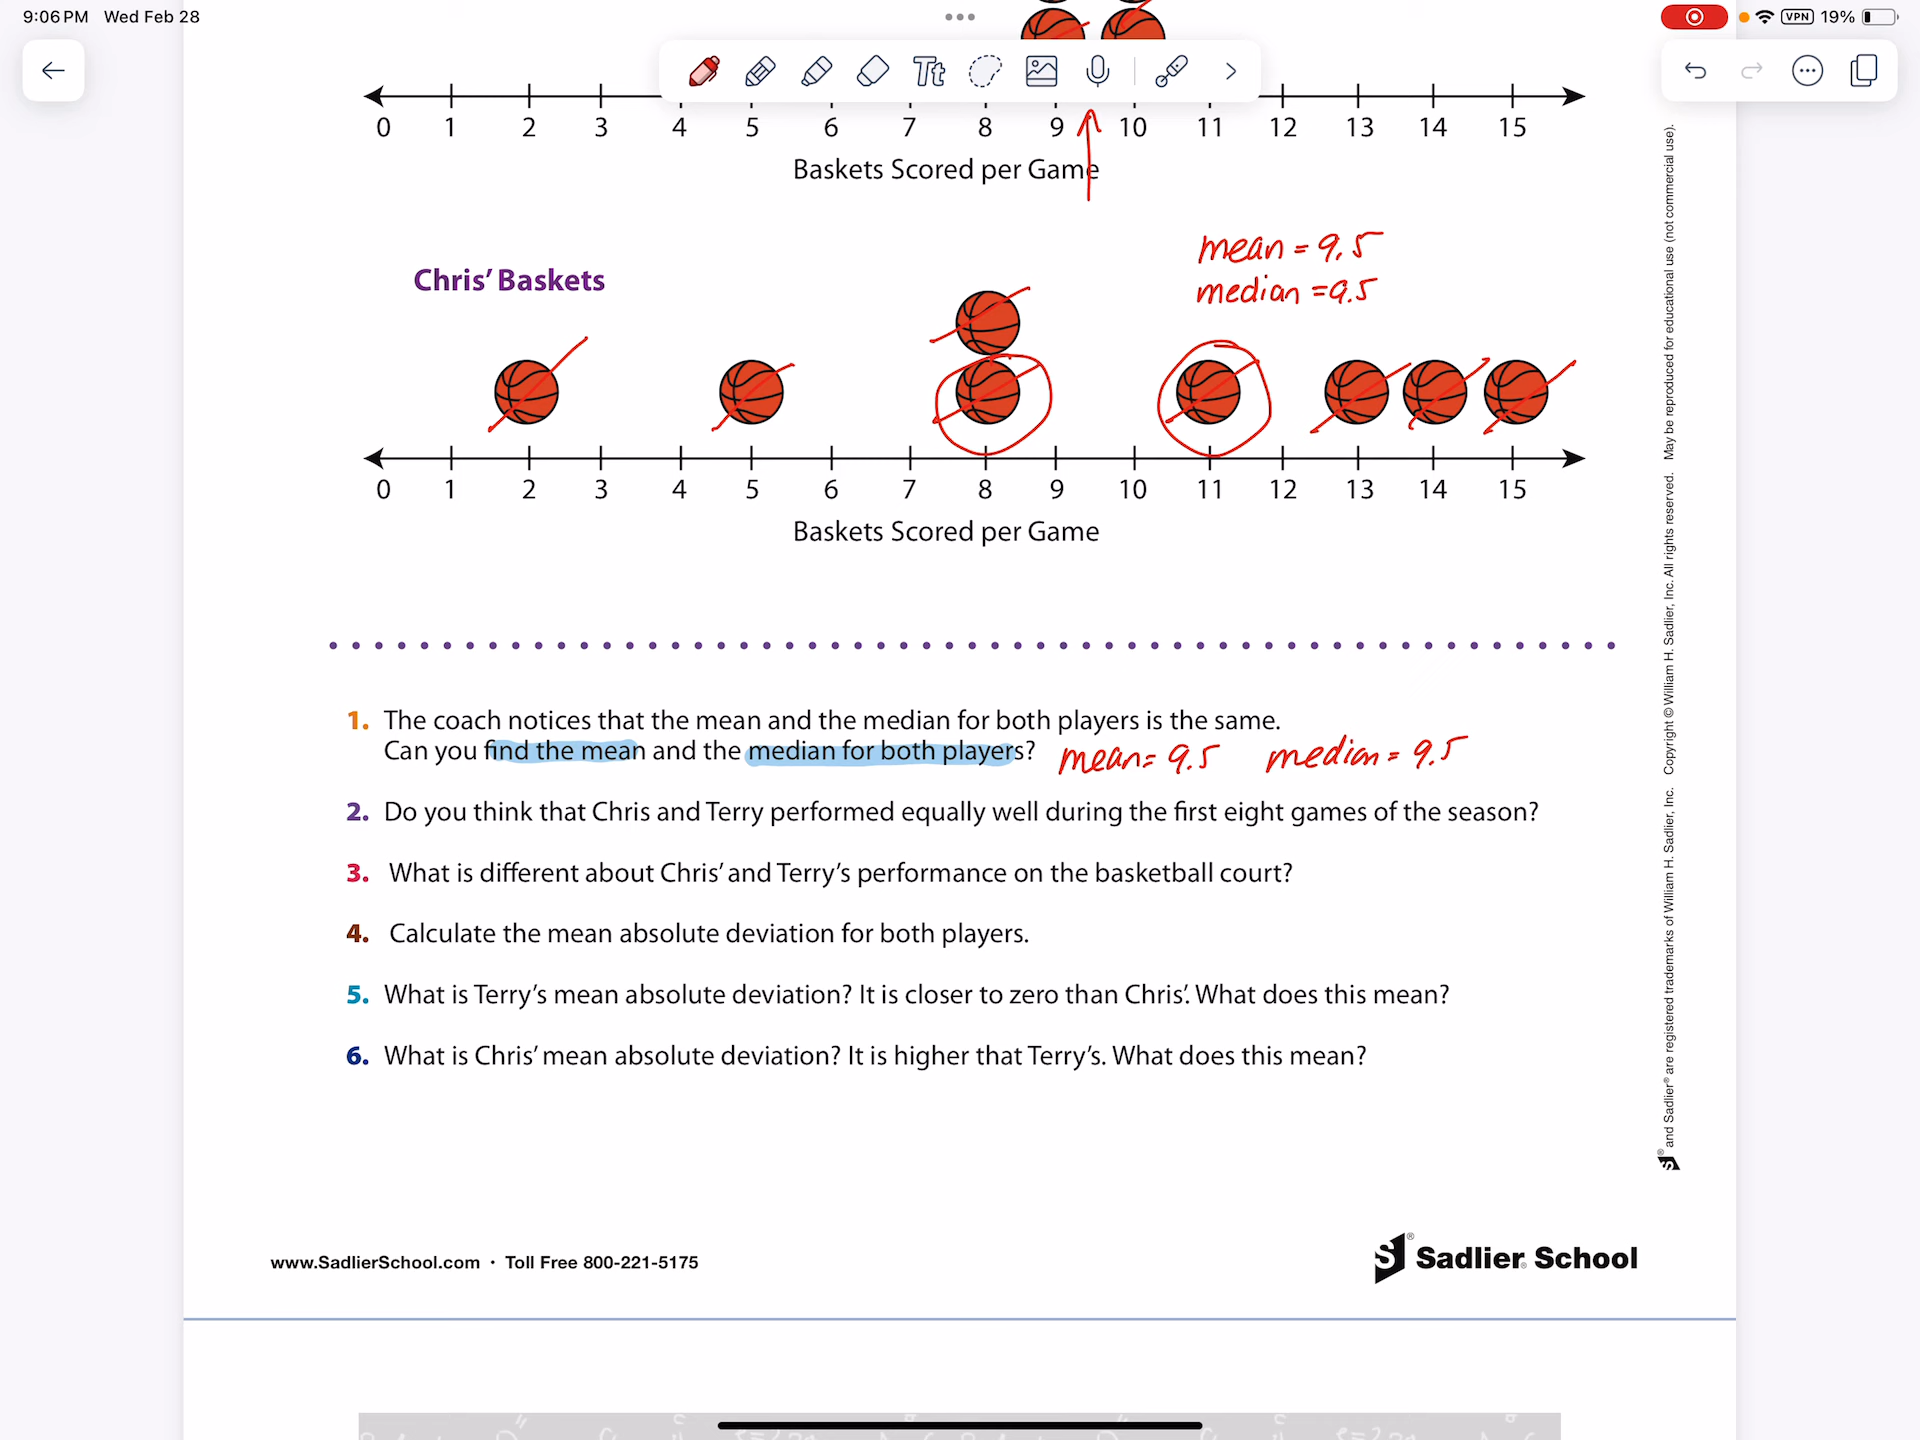 9:06 PM Wed Feb 28
VPN 19%
Tt
0 1 2 3 4 5 6 7 8 9 10 11 12 13 14 15
Baskets Scored per Game
mean = 9.5
median = 9.5
Chris' Baskets
0 1 2 3 4 5 6 7 8 9 10 11 12 13 14 15
Baskets Scored per Game
1. The coach notices that the mean and the median for both players is the same.
Can you find the mean and the median for both players? mean = 9.5 median = 9.5
2. Do you think that Chris and Terry performed equally well during the first eight games of the season?
3. What is different about Chris' and Terry's performance on the basketball court?
4. Calculate the mean absolute deviation for both players.
5. What is Terry's mean absolute deviation? It is closer to zero than Chris'. What does this mean?
6. What is Chris' mean absolute deviation? It is higher that Terry's. What does this mean?
S® and Sadlier® are registered trademarks of William H. Sadlier, Inc. Copyright © William H. Sadlier, Inc. All rights reserved. May be reproduced for educational use (not commercial use).
www.SadlierSchool.com • Toll Free 800-221-5175
S® Sadlier® School